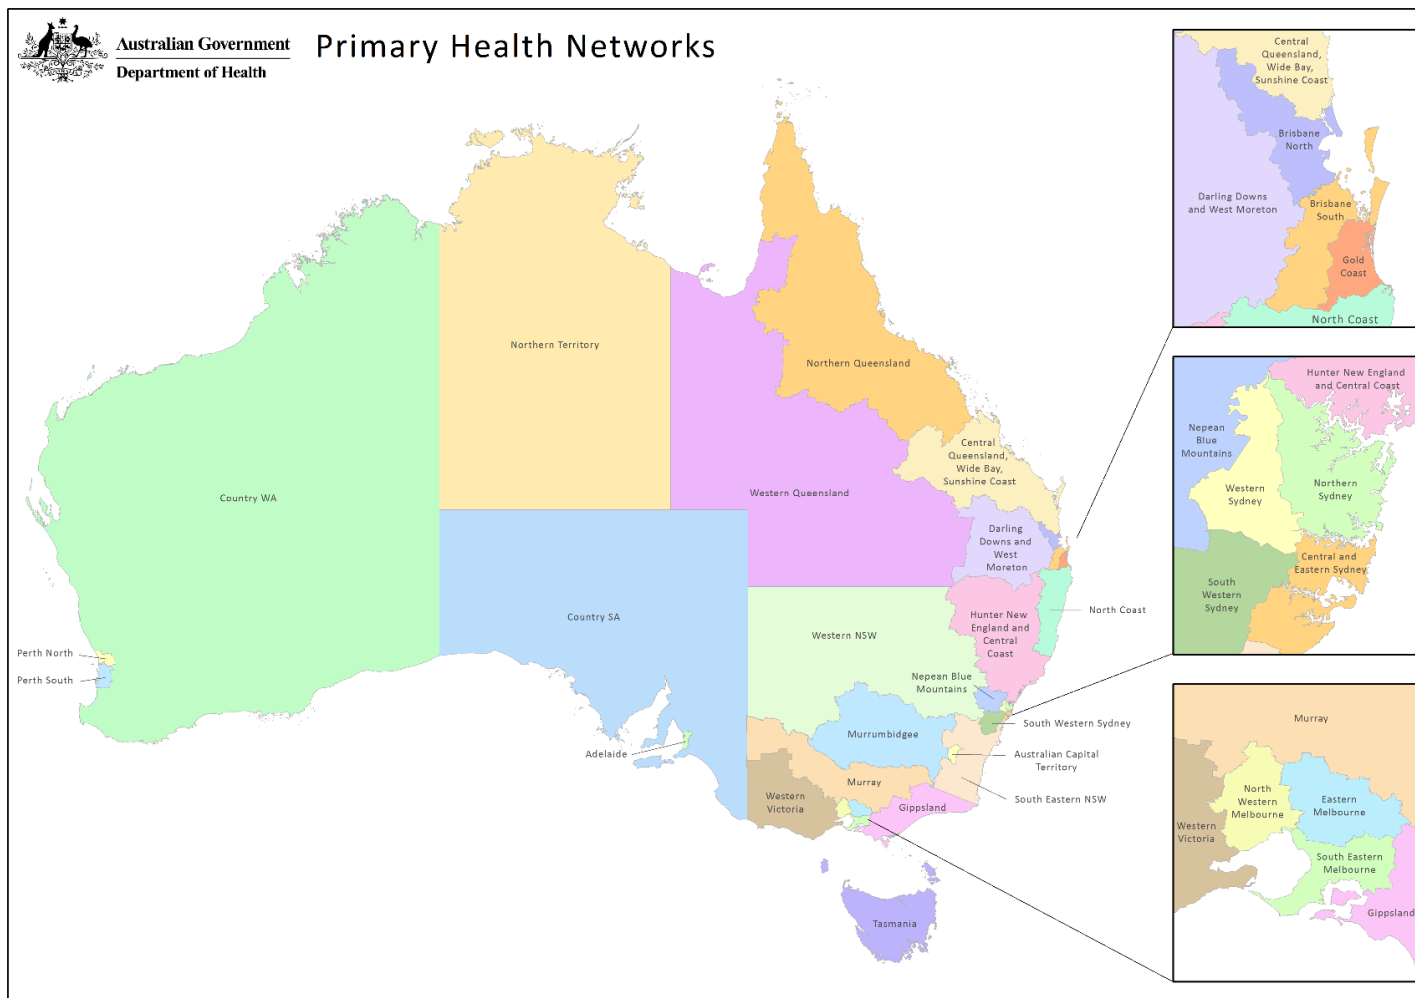 Australian Government
Department of Health
Primary Health Networks
Northern Territory
Northern Queensland
Country WA
Western Queensland
Central
Queensland,
Wide Bay,
Sunshine Coast
Darling
Downs and
West
Moreton
Country SA
Western NSW
Hunter New
England and
Central
Coast
North Coast
Perth North
Perth South
Nepean Blue
Mountains
South Western Sydney
Murrumbidgee
Adelaide
Australian Capital
Territory
Murray
South Eastern NSW
Western
Victoria
Gippsland
Tasmania
Central
Queensland,
Wide Bay,
Sunshine Coast
Brisbane
North
Darling Downs
and West Moreton
Brisbane
South
Gold
Coast
North Coast
Hunter New England
and Central Coast
Nepean
Blue
Mountains
Western
Sydney
Northern
Sydney
Central and
Eastern Sydney
South
Western
Sydney
Murray
North
Western
Melbourne
Eastern
Melbourne
Western
Victoria
South Eastern
Melbourne
Gippsland